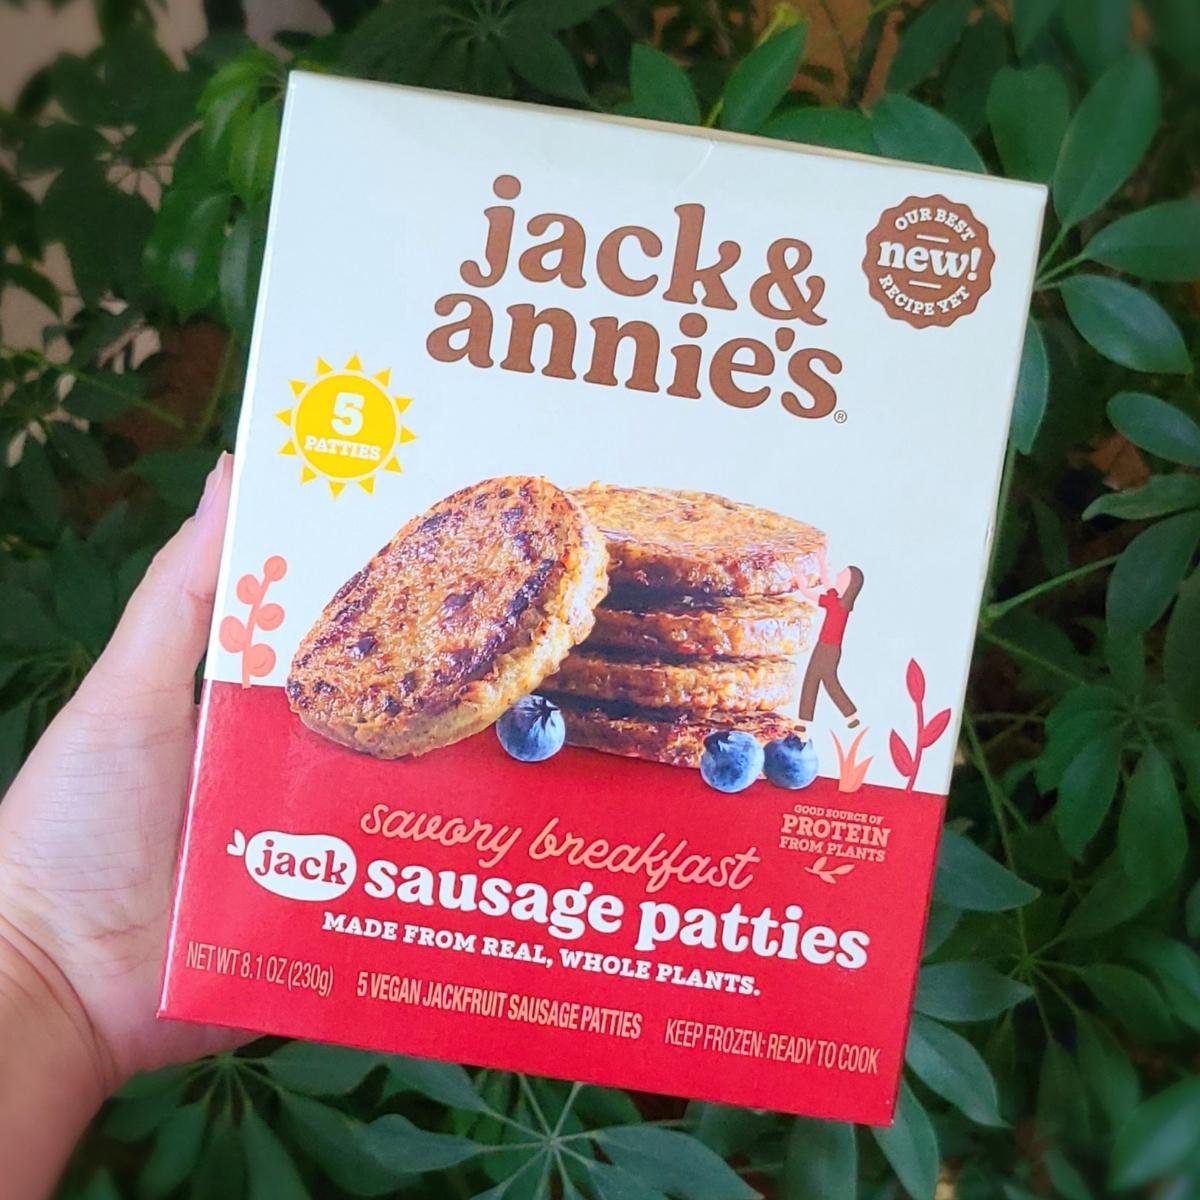 jack &
annie's®
OUR BEST
new!
RECIPE YET
5
PATTIES
GOOD SOURCE OF
PROTEIN
FROM PLANTS
savory breakfast
jack sausage patties
MADE FROM REAL, WHOLE PLANTS.
NET WT 8.1 OZ (230g) 5 VEGAN JACKFRUIT SAUSAGE PATTIES KEEP FROZEN: READY TO COOK